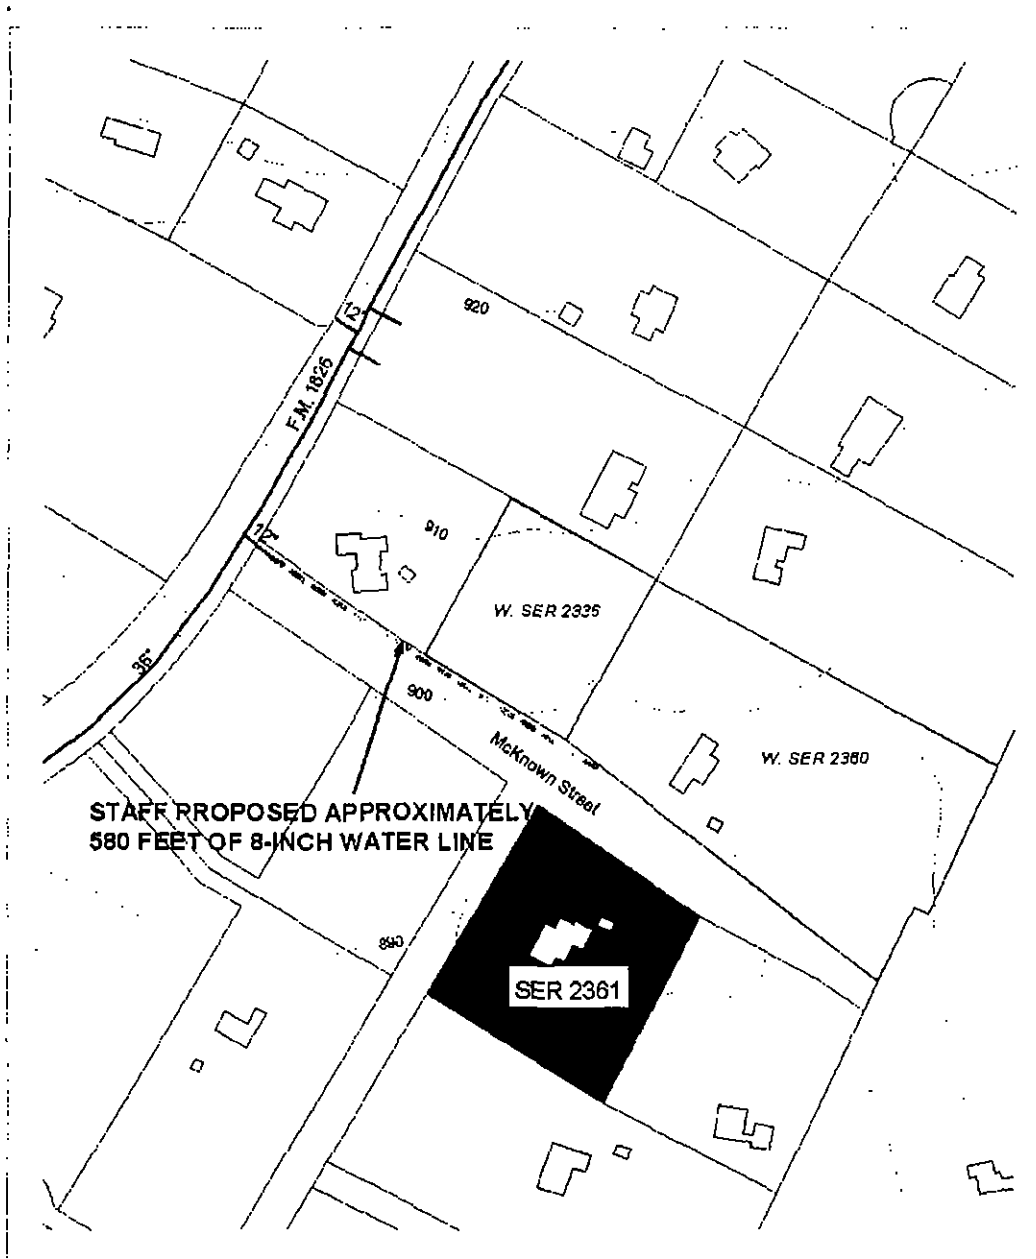 12"
920
F.M. 1826
12"
910
W. SER 2335
36"
900
McKnown Street
W. SER 2360
STAFF PROPOSED APPROXIMATELY
580 FEET OF 8-INCH WATER LINE
890
SER 2361